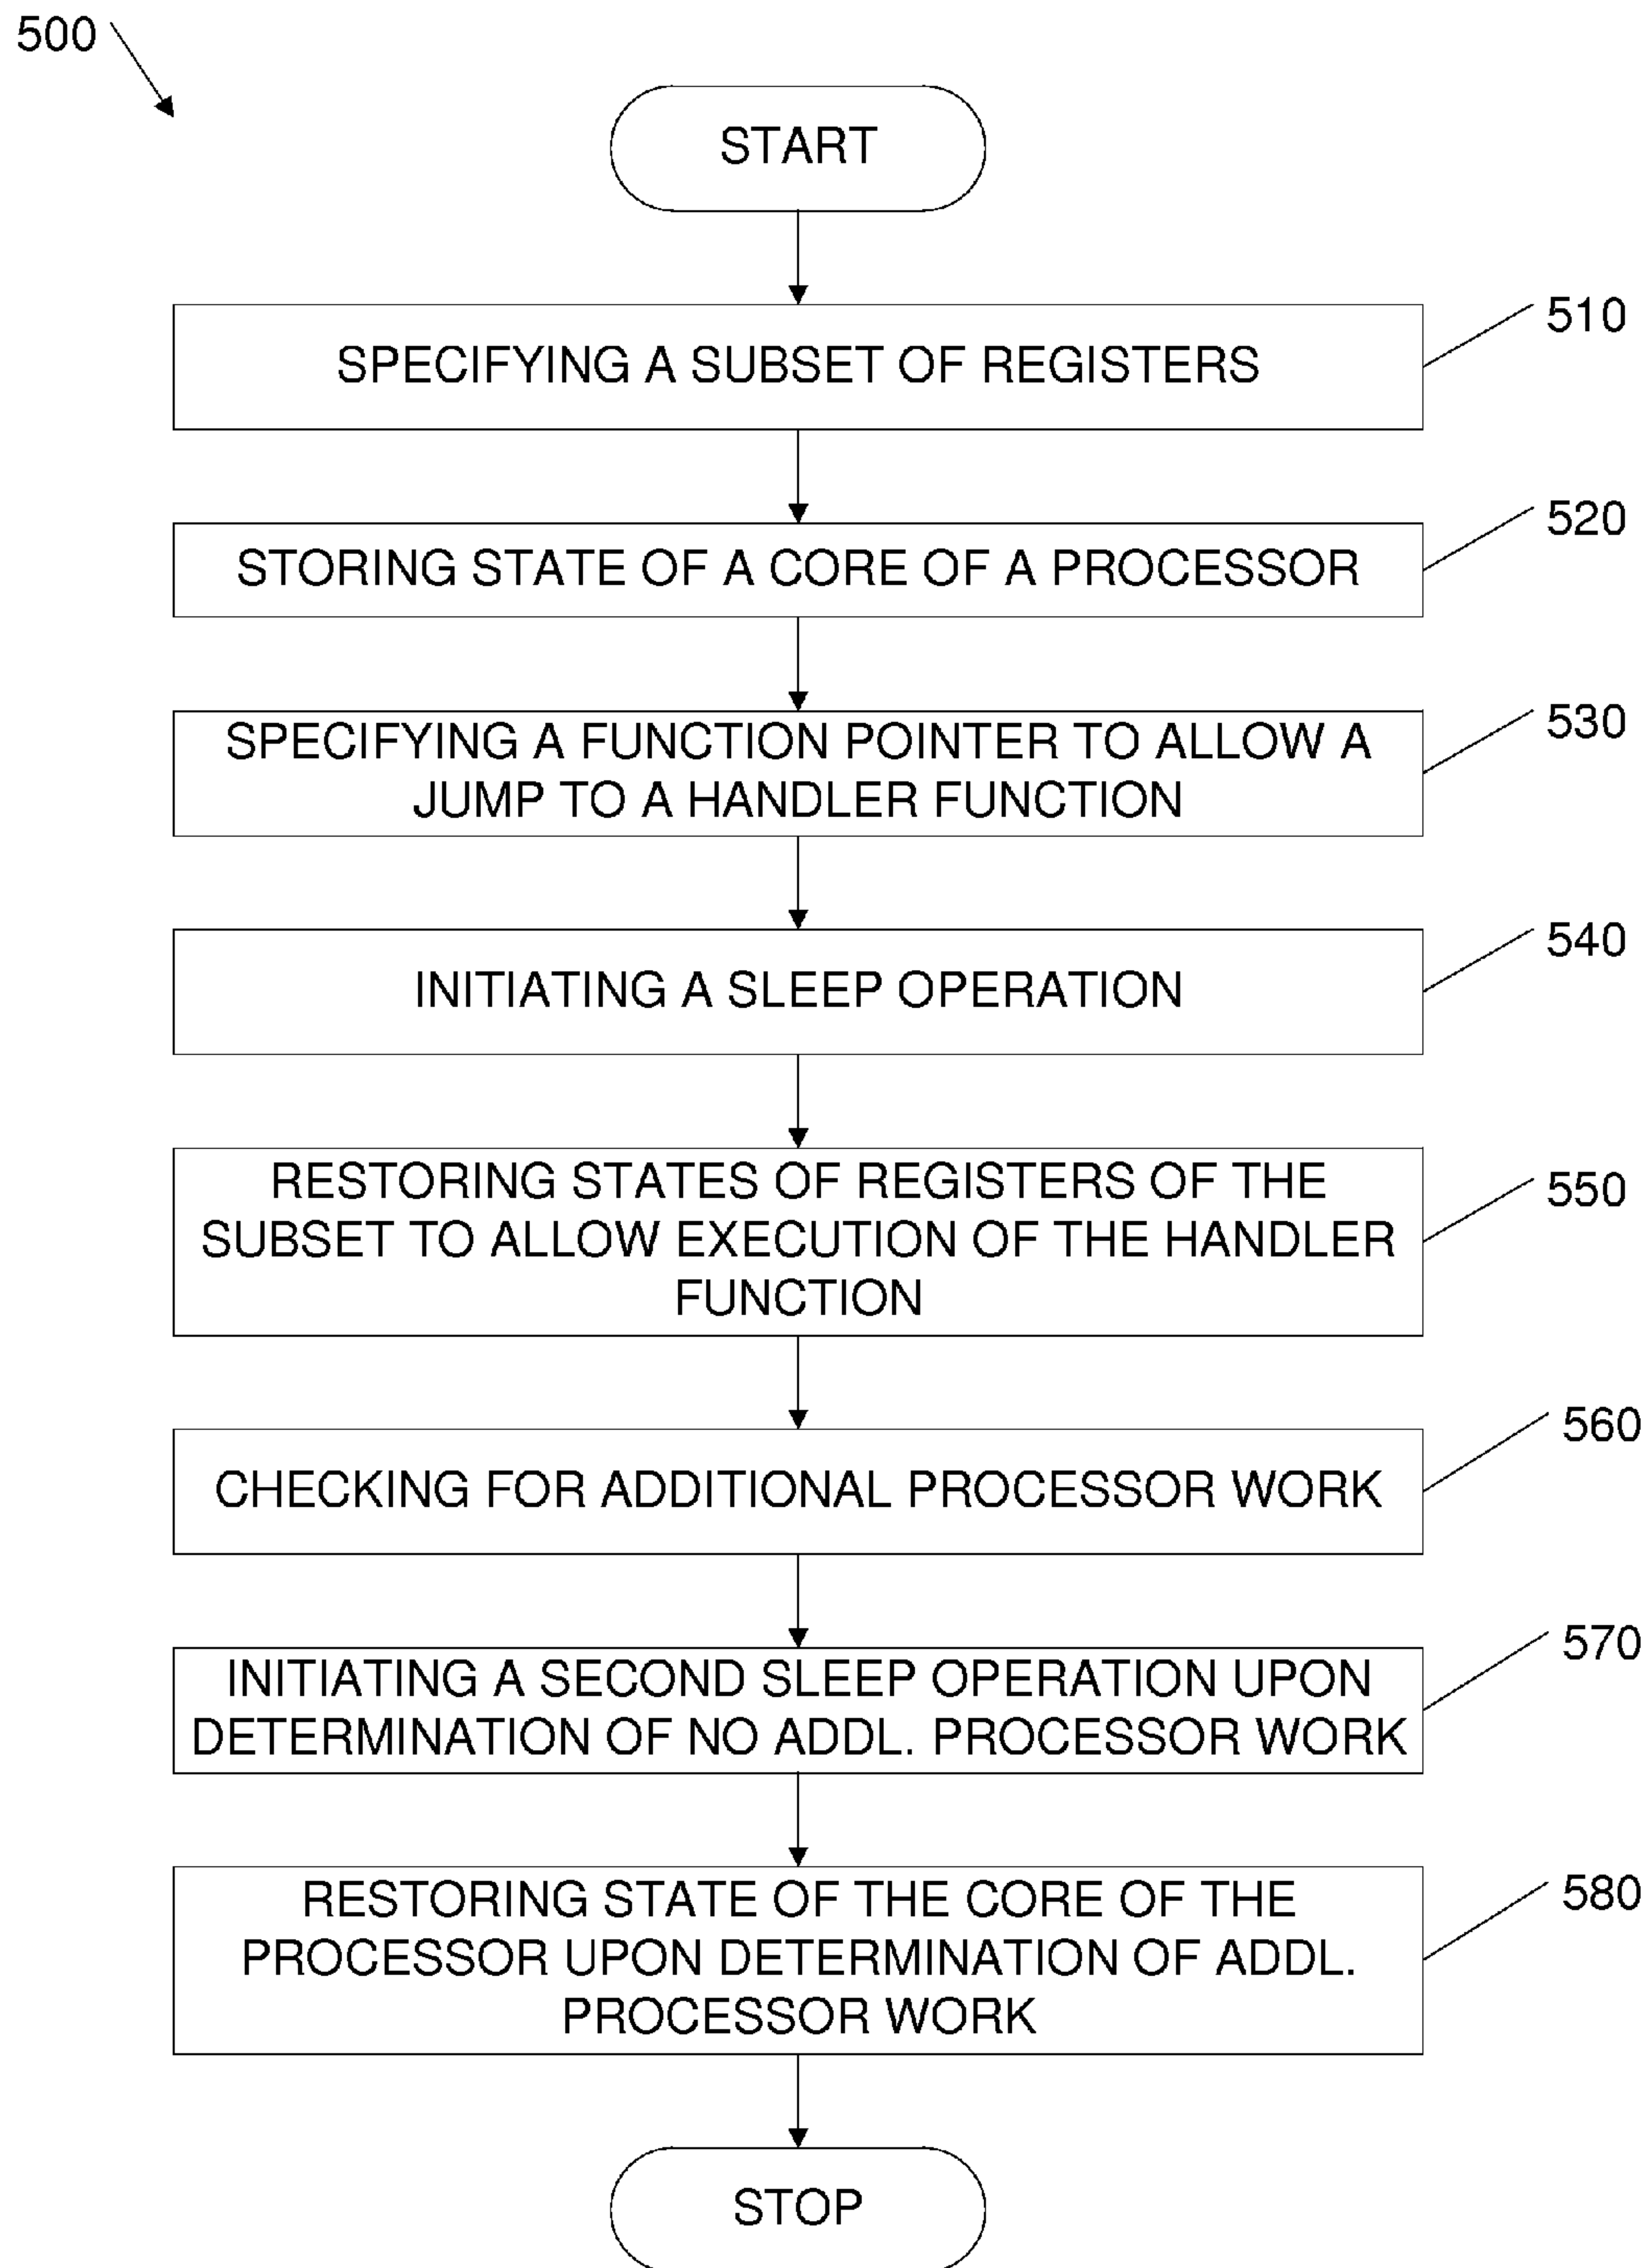 500
START
SPECIFYING A SUBSET OF REGISTERS
510
STORING STATE OF A CORE OF A PROCESSOR
520
SPECIFYING A FUNCTION POINTER TO ALLOW A
JUMP TO A HANDLER FUNCTION
530
INITIATING A SLEEP OPERATION
540
RESTORING STATES OF REGISTERS OF THE
SUBSET TO ALLOW EXECUTION OF THE HANDLER
FUNCTION
550
CHECKING FOR ADDITIONAL PROCESSOR WORK
560
INITIATING A SECOND SLEEP OPERATION UPON
DETERMINATION OF NO ADDL. PROCESSOR WORK
570
RESTORING STATE OF THE CORE OF THE
PROCESSOR UPON DETERMINATION OF ADDL.
PROCESSOR WORK
580
STOP